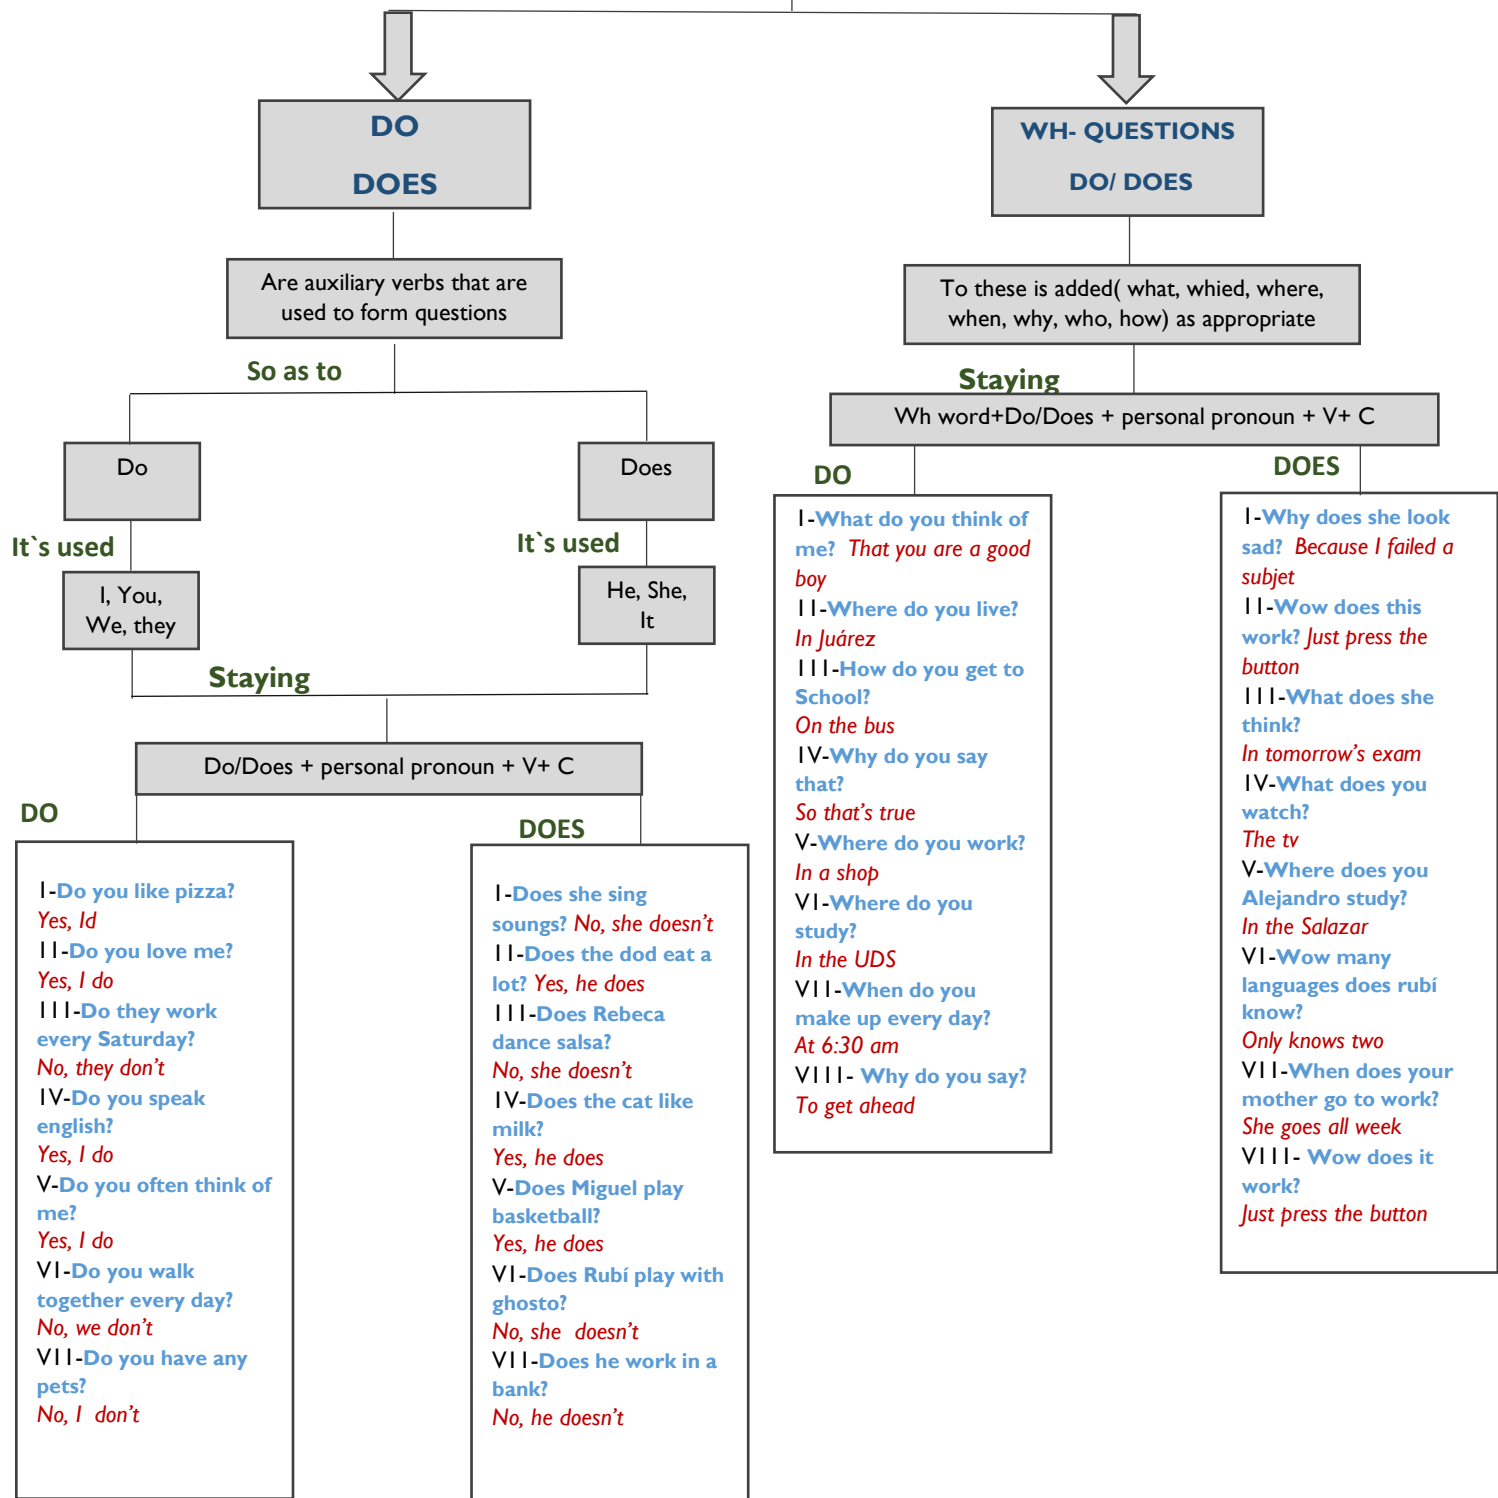 DO
DOES
Are auxiliary verbs that are
used to form questions
So as to
Do
Does
It`s used
It`s used
I, You,
We, they
He, She,
It
Staying
Do/Does + personal pronoun + V+ C
DO
I-Do you like pizza?
Yes, Id
II-Do you love me?
Yes, I do
III-Do they work
every Saturday?
No, they don't
IV-Do you speak
english?
Yes, I do
V-Do you often think of
me?
Yes, I do
VI-Do you walk
together every day?
No, we don't
VII-Do you have any
pets?
No, I  don't
DOES
I-Does she sing
soungs? No, she doesn't
II-Does the dod eat a
lot? Yes, he does
III-Does Rebeca
dance salsa?
No, she doesn't
IV-Does the cat like
milk?
Yes, he does
V-Does Miguel play
basketball?
Yes, he does
VI-Does Rubí play with
ghosto?
No, she  doesn't
VII-Does he work in a
bank?
No, he doesn't
WH- QUESTIONS
DO/ DOES
To these is added( what, whied, where,
when, why, who, how) as appropriate
Staying
Wh word+Do/Does + personal pronoun + V+ C
DO
I-What do you think of
me?  That you are a good
boy
II-Where do you live?
In Juárez
III-How do you get to
School?
On the bus
IV-Why do you say
that?
So that's true
V-Where do you work?
In a shop
VI-Where do you
study?
In the UDS
VII-When do you
make up every day?
At 6:30 am
VIII- Why do you say?
To get ahead
DOES
I-Why does she look
sad?  Because I failed a
subjet
II-Wow does this
work? Just press the
button
III-What does she
think?
In tomorrow's exam
IV-What does you
watch?
The tv
V-Where does you
Alejandro study?
In the Salazar
VI-Wow many
languages does rubí
know?
Only knows two
VII-When does your
mother go to work?
She goes all week
VIII- Wow does it
work?
Just press the button